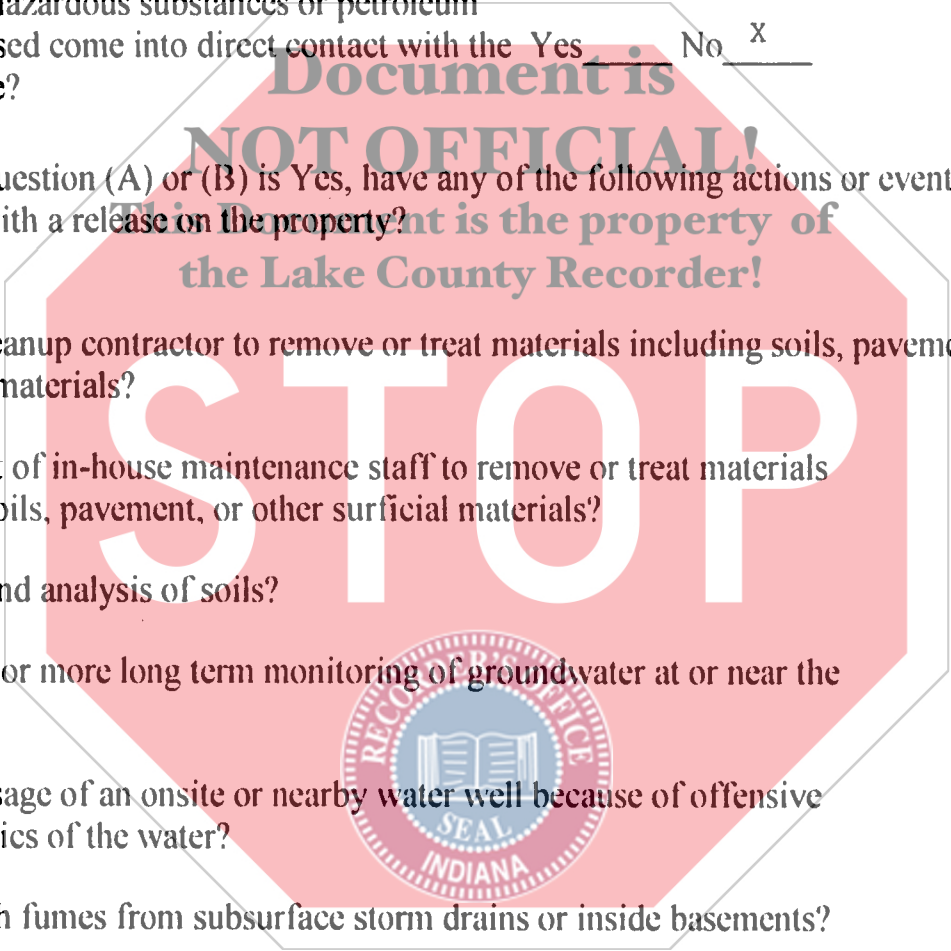 hazardous substances or petroleum
sed come into direct contact with the Yes_____ No__x__
e?
Document is
NOT OFFICIAL!
uestion (A) or (B) is Yes, have any of the following actions or event
ith a release on the property?
This Document is the property of
the Lake County Recorder!
eanup contractor to remove or treat materials including soils, paveme
materials?
STOP
t of in-house maintenance staff to remove or treat materials
oils, pavement, or other surficial materials?
nd analysis of soils?
or more long term monitoring of groundwater at or near the
RECORDER'S OFFICE
sage of an onsite or nearby water well because of offensive
ics of the water?
SEAL
INDIANA
h fumes from subsurface storm drains or inside basements?